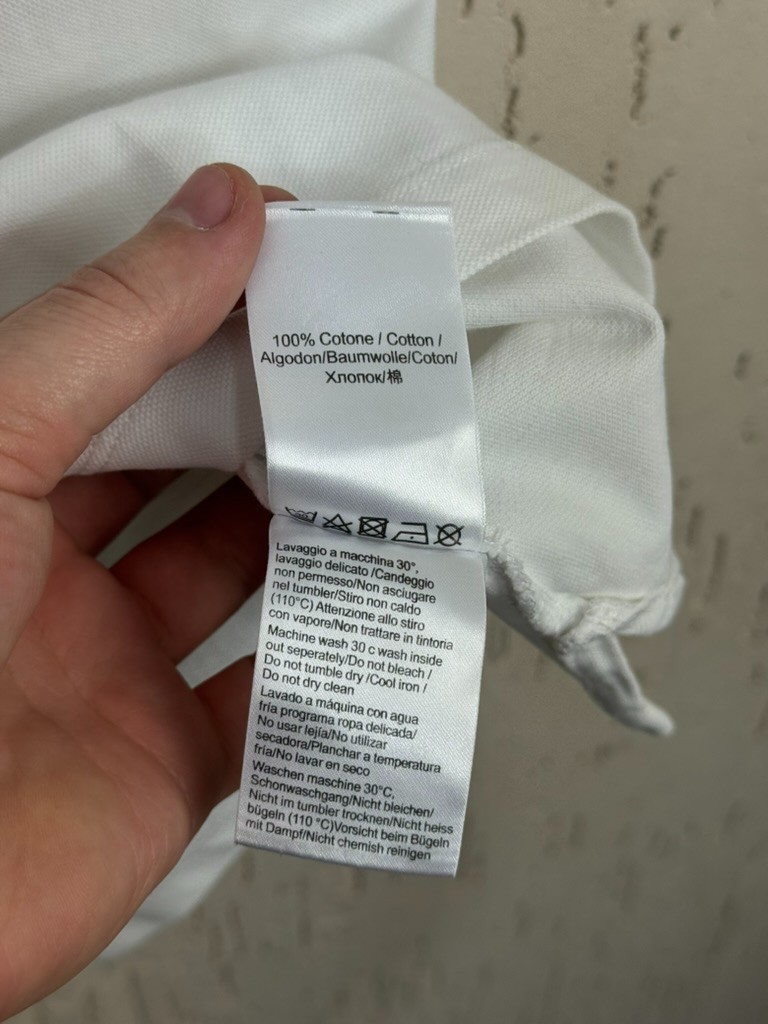 100% Cotone / Cotton /
Algodon/Baumwolle/Coton/
Хлопок/棉
Lavaggio a macchina 30°,
lavaggio delicato /Candeggio
non permesso/Non asciugare
nel tumbler/Stiro non caldo
(110°C) Attenzione allo stiro
con vapore/Non trattare in tintoria
Machine wash 30 c wash inside
out seperately/Do not bleach /
Do not tumble dry /Cool iron /
Do not dry clean
Lavado a máquina con agua
fría programa ropa delicada/
No usar lejía/No utilizar
secadora/Planchar a temperatura
fría/No lavar en seco
Waschen maschine 30°C,
Schonwaschgang/Nicht bleichen/
Nicht im tumbler trocknen/Nicht heiss
bügeln (110 °C)Vorsicht beim Bügeln
mit Dampf/Nicht chemish reinigen